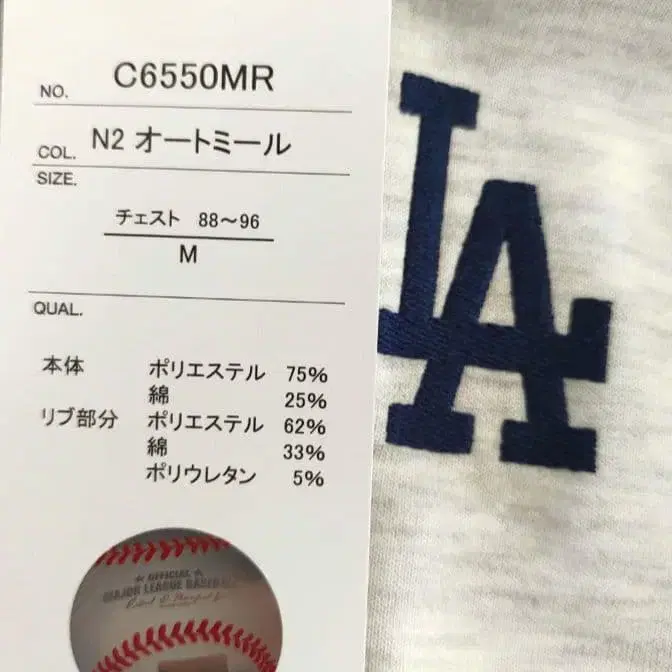 NO. C6550MR
COL. N2 オートミール
SIZE.
チェスト 88～96
M
QUAL.
本体 ポリエステル 75%
綿 25%
リブ部分 ポリエステル 62%
綿 33%
ポリウレタン 5%
OFFICIAL
MAJOR LEAGUE BASEBALL
LA